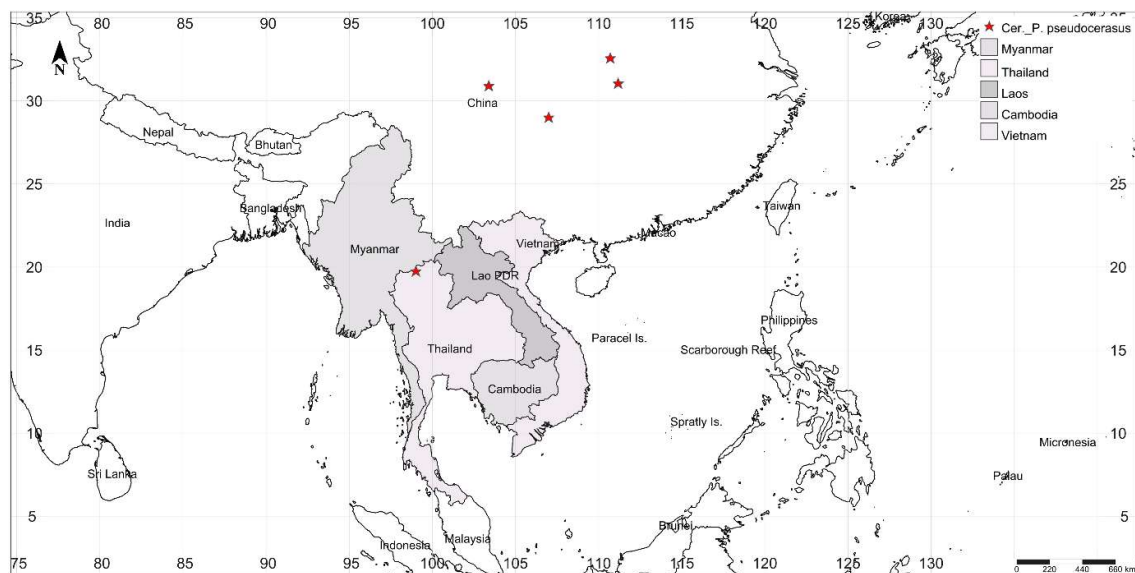 35
75
80
85
90
95
100
105
110
115
120
125
130
Korea
Cer._P. pseudocerasus
Myanmar
Thailand
Laos
Cambodia
Vietnam
N
30
30
China
Nepal
Bhutan
25
25
Bangladesh
Taiwan
India
Macao
Myanmar
Vietnam
20
20
Lao PDR
Philippines
Paracel Is.
15
Thailand
Scarborough Reef
15
Cambodia
10
Spratly Is.
10
Micronesia
Sri Lanka
Palau
5
5
Brunei
Indonesia
Malaysia
75
80
85
90
95
100
105
110
115
120
125
130
0 220 440 660 km